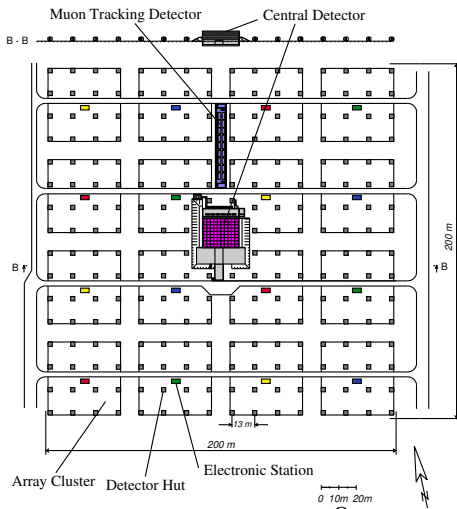 Muon Tracking Detector
Central Detector
B - B
200 m
B
B
13 m
200 m
Array Cluster
Detector Hut
Electronic Station
0 10m 20m